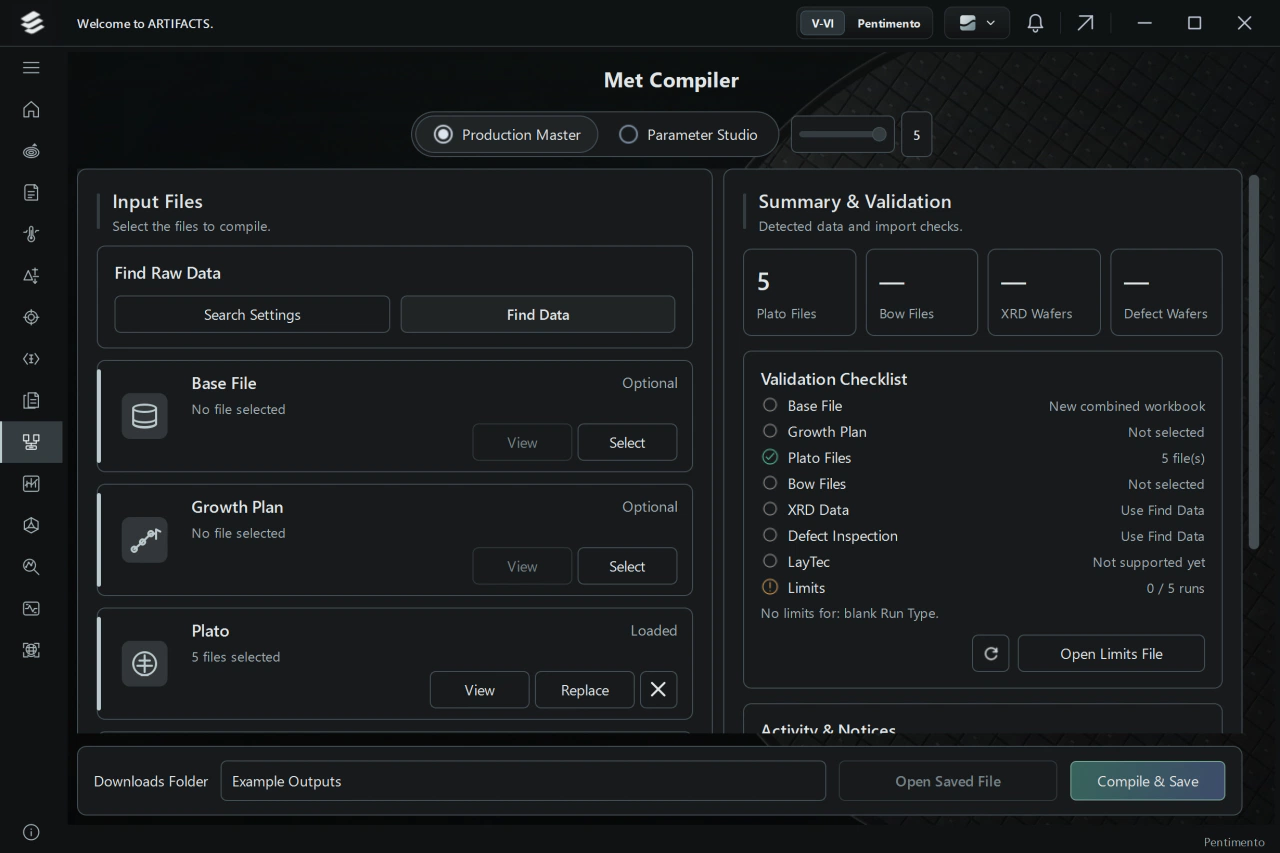 Welcome to ARTIFACTS.
V-VI
Pentimento
Met Compiler
Production Master
Parameter Studio
5
Input Files
Select the files to compile.
Find Raw Data
Search Settings
Find Data
Base File
Optional
No file selected
View
Select
Growth Plan
Optional
No file selected
View
Select
Plato
Loaded
5 files selected
View
Replace
Summary & Validation
Detected data and import checks.
5
Plato Files
—
Bow Files
—
XRD Wafers
—
Defect Wafers
Validation Checklist
Base File
New combined workbook
Growth Plan
Not selected
Plato Files
5 file(s)
Bow Files
Not selected
XRD Data
Use Find Data
Defect Inspection
Use Find Data
LayTec
Not supported yet
Limits
0 / 5 runs
No limits for: blank Run Type.
Open Limits File
Activity & Notices
Downloads Folder
Example Outputs
Open Saved File
Compile & Save
Pentimento